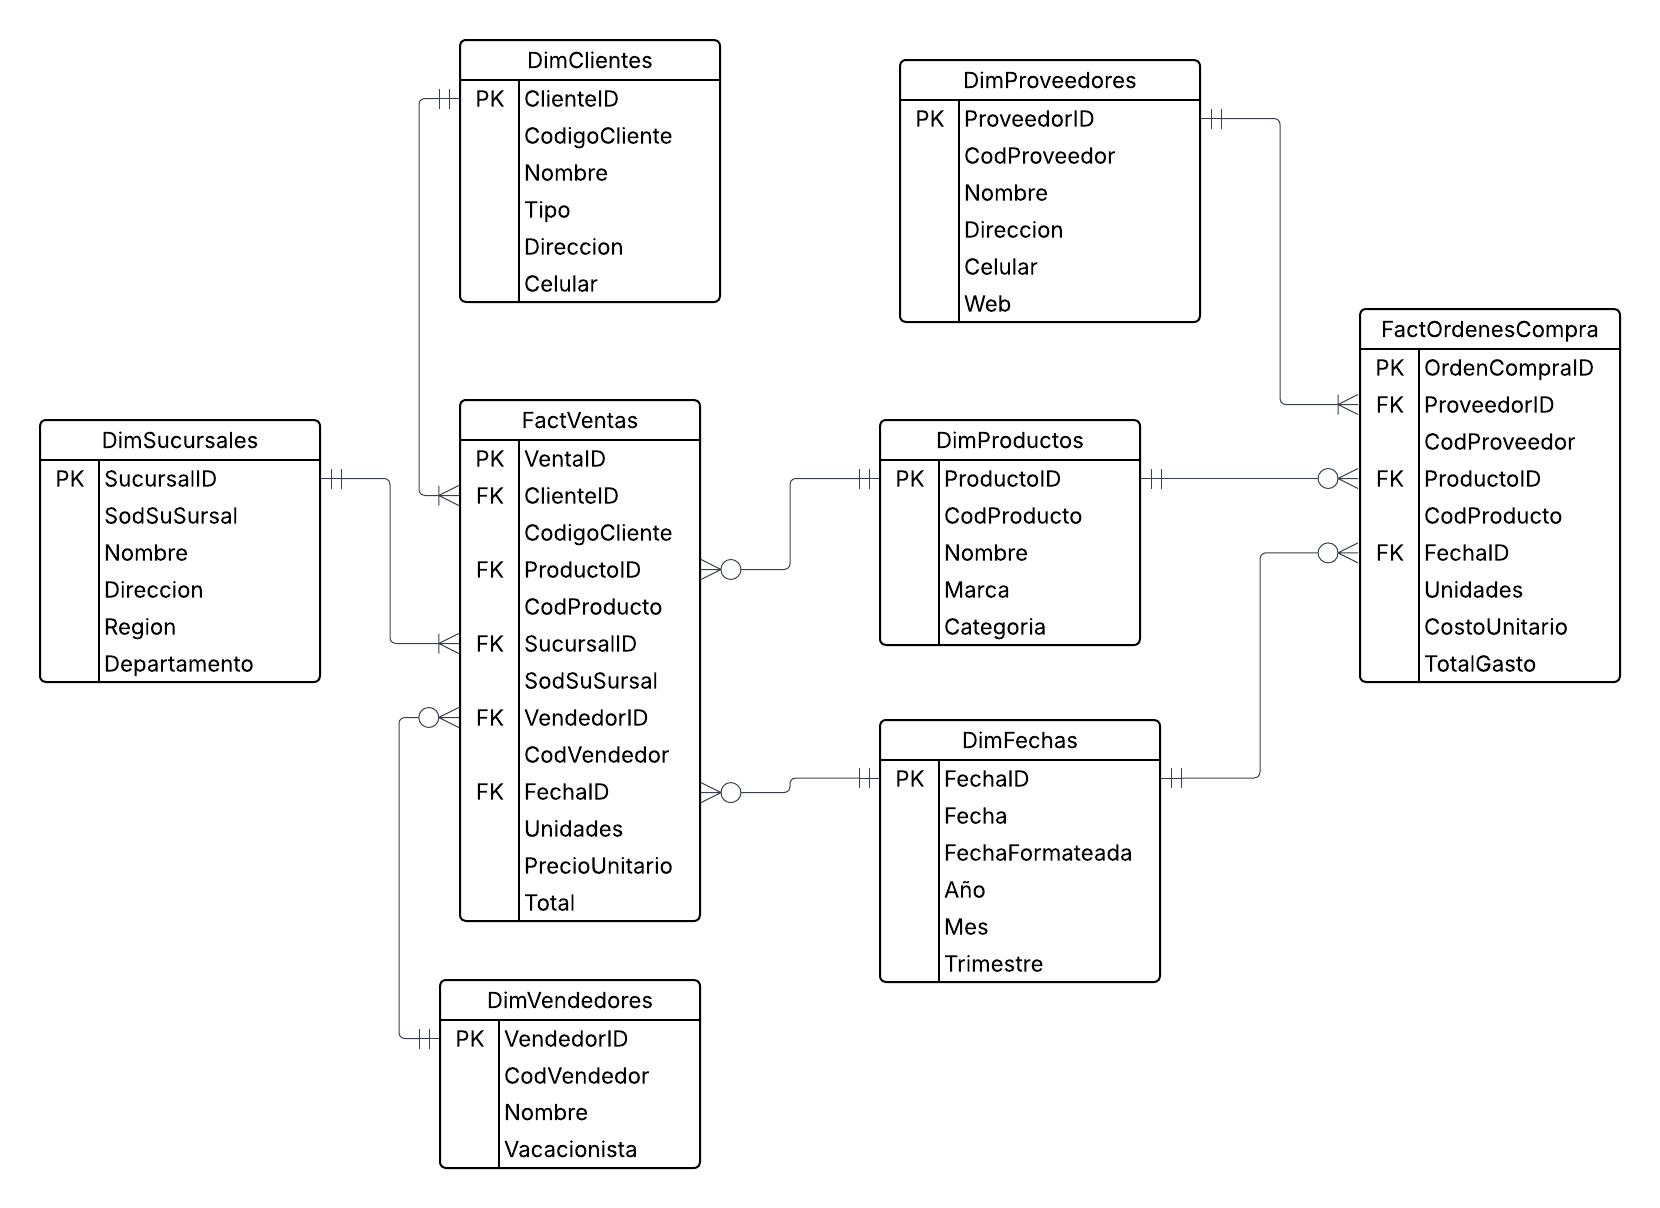 DimClientes
PK ClienteID
CodigoCliente
Nombre
Tipo
Direccion
Celular
DimProveedores
PK ProveedorID
CodProveedor
Nombre
Direccion
Celular
Web
FactOrdenesCompra
PK OrdenCompraID
FK ProveedorID
CodProveedor
FK ProductoID
CodProducto
FK FechaID
Unidades
CostoUnitario
TotalGasto
DimSucursales
PK SucursalID
SodSuSursal
Nombre
Direccion
Region
Departamento
FactVentas
PK VentaID
FK ClienteID
CodigoCliente
FK ProductoID
CodProducto
FK SucursalID
SodSuSursal
FK VendedorID
CodVendedor
FK FechaID
Unidades
PrecioUnitario
Total
DimProductos
PK ProductoID
CodProducto
Nombre
Marca
Categoria
DimFechas
PK FechaID
Fecha
FechaFormateada
Año
Mes
Trimestre
DimVendedores
PK VendedorID
CodVendedor
Nombre
Vacacionista